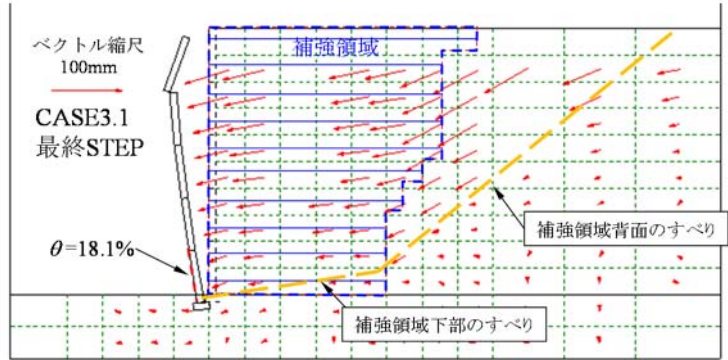 ベクトル縮尺
100mm
CASE3.1
最終STEP
補強領域
θ=18.1%
補強領域背面のすべり
補強領域下部のすべり